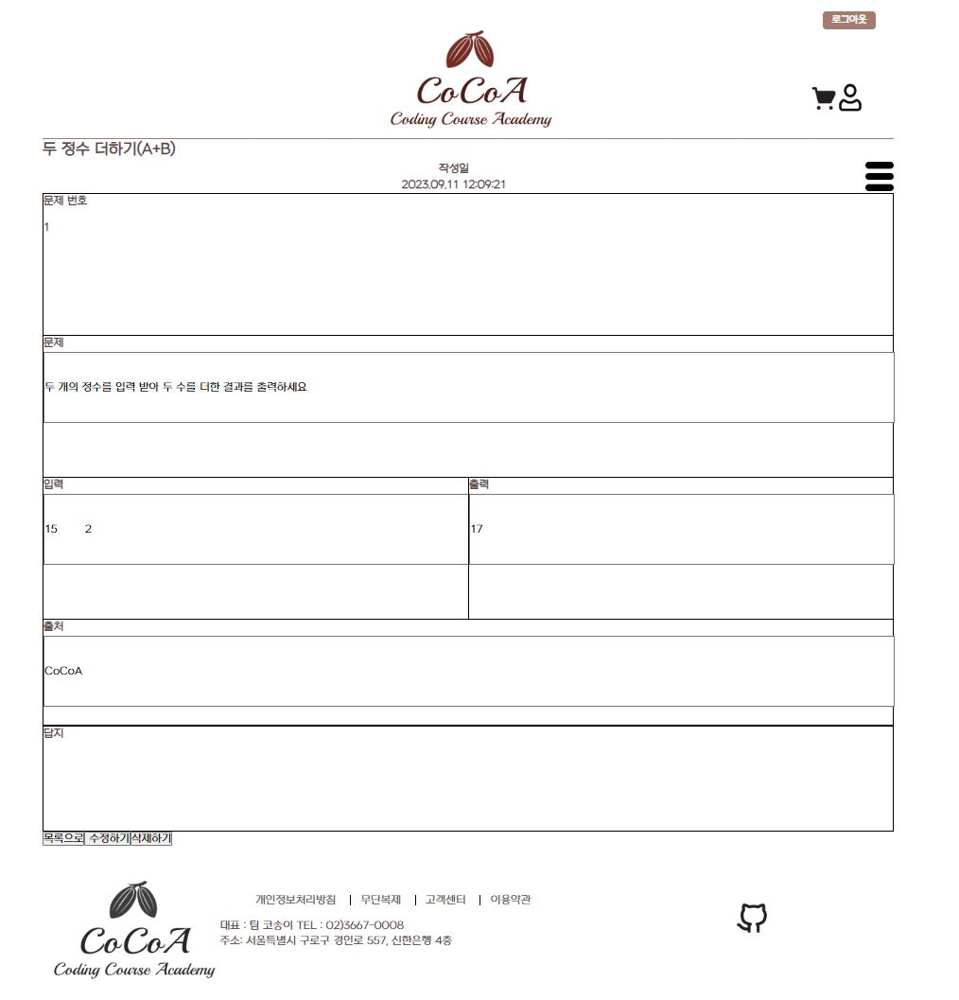 로그아웃
CoCoA
Coding Course Academy
두 정수 더하기(A+B)
작성일
2023.09.11 12:09:21
문제 번호
1
문제
두 개의 정수를 입력 받아 두 수를 더한 결과를 출력하세요
입력 출력
15 2 17
출처
CoCoA
답지
목록으로 수정하기 삭제하기
개인정보처리방침 | 무단복제 | 고객센터 | 이용약관
대표 : 팀 코송이 TEL : 02)3667-0008
주소: 서울특별시 구로구 경인로 557, 신한은행 4층
CoCoA
Coding Course Academy